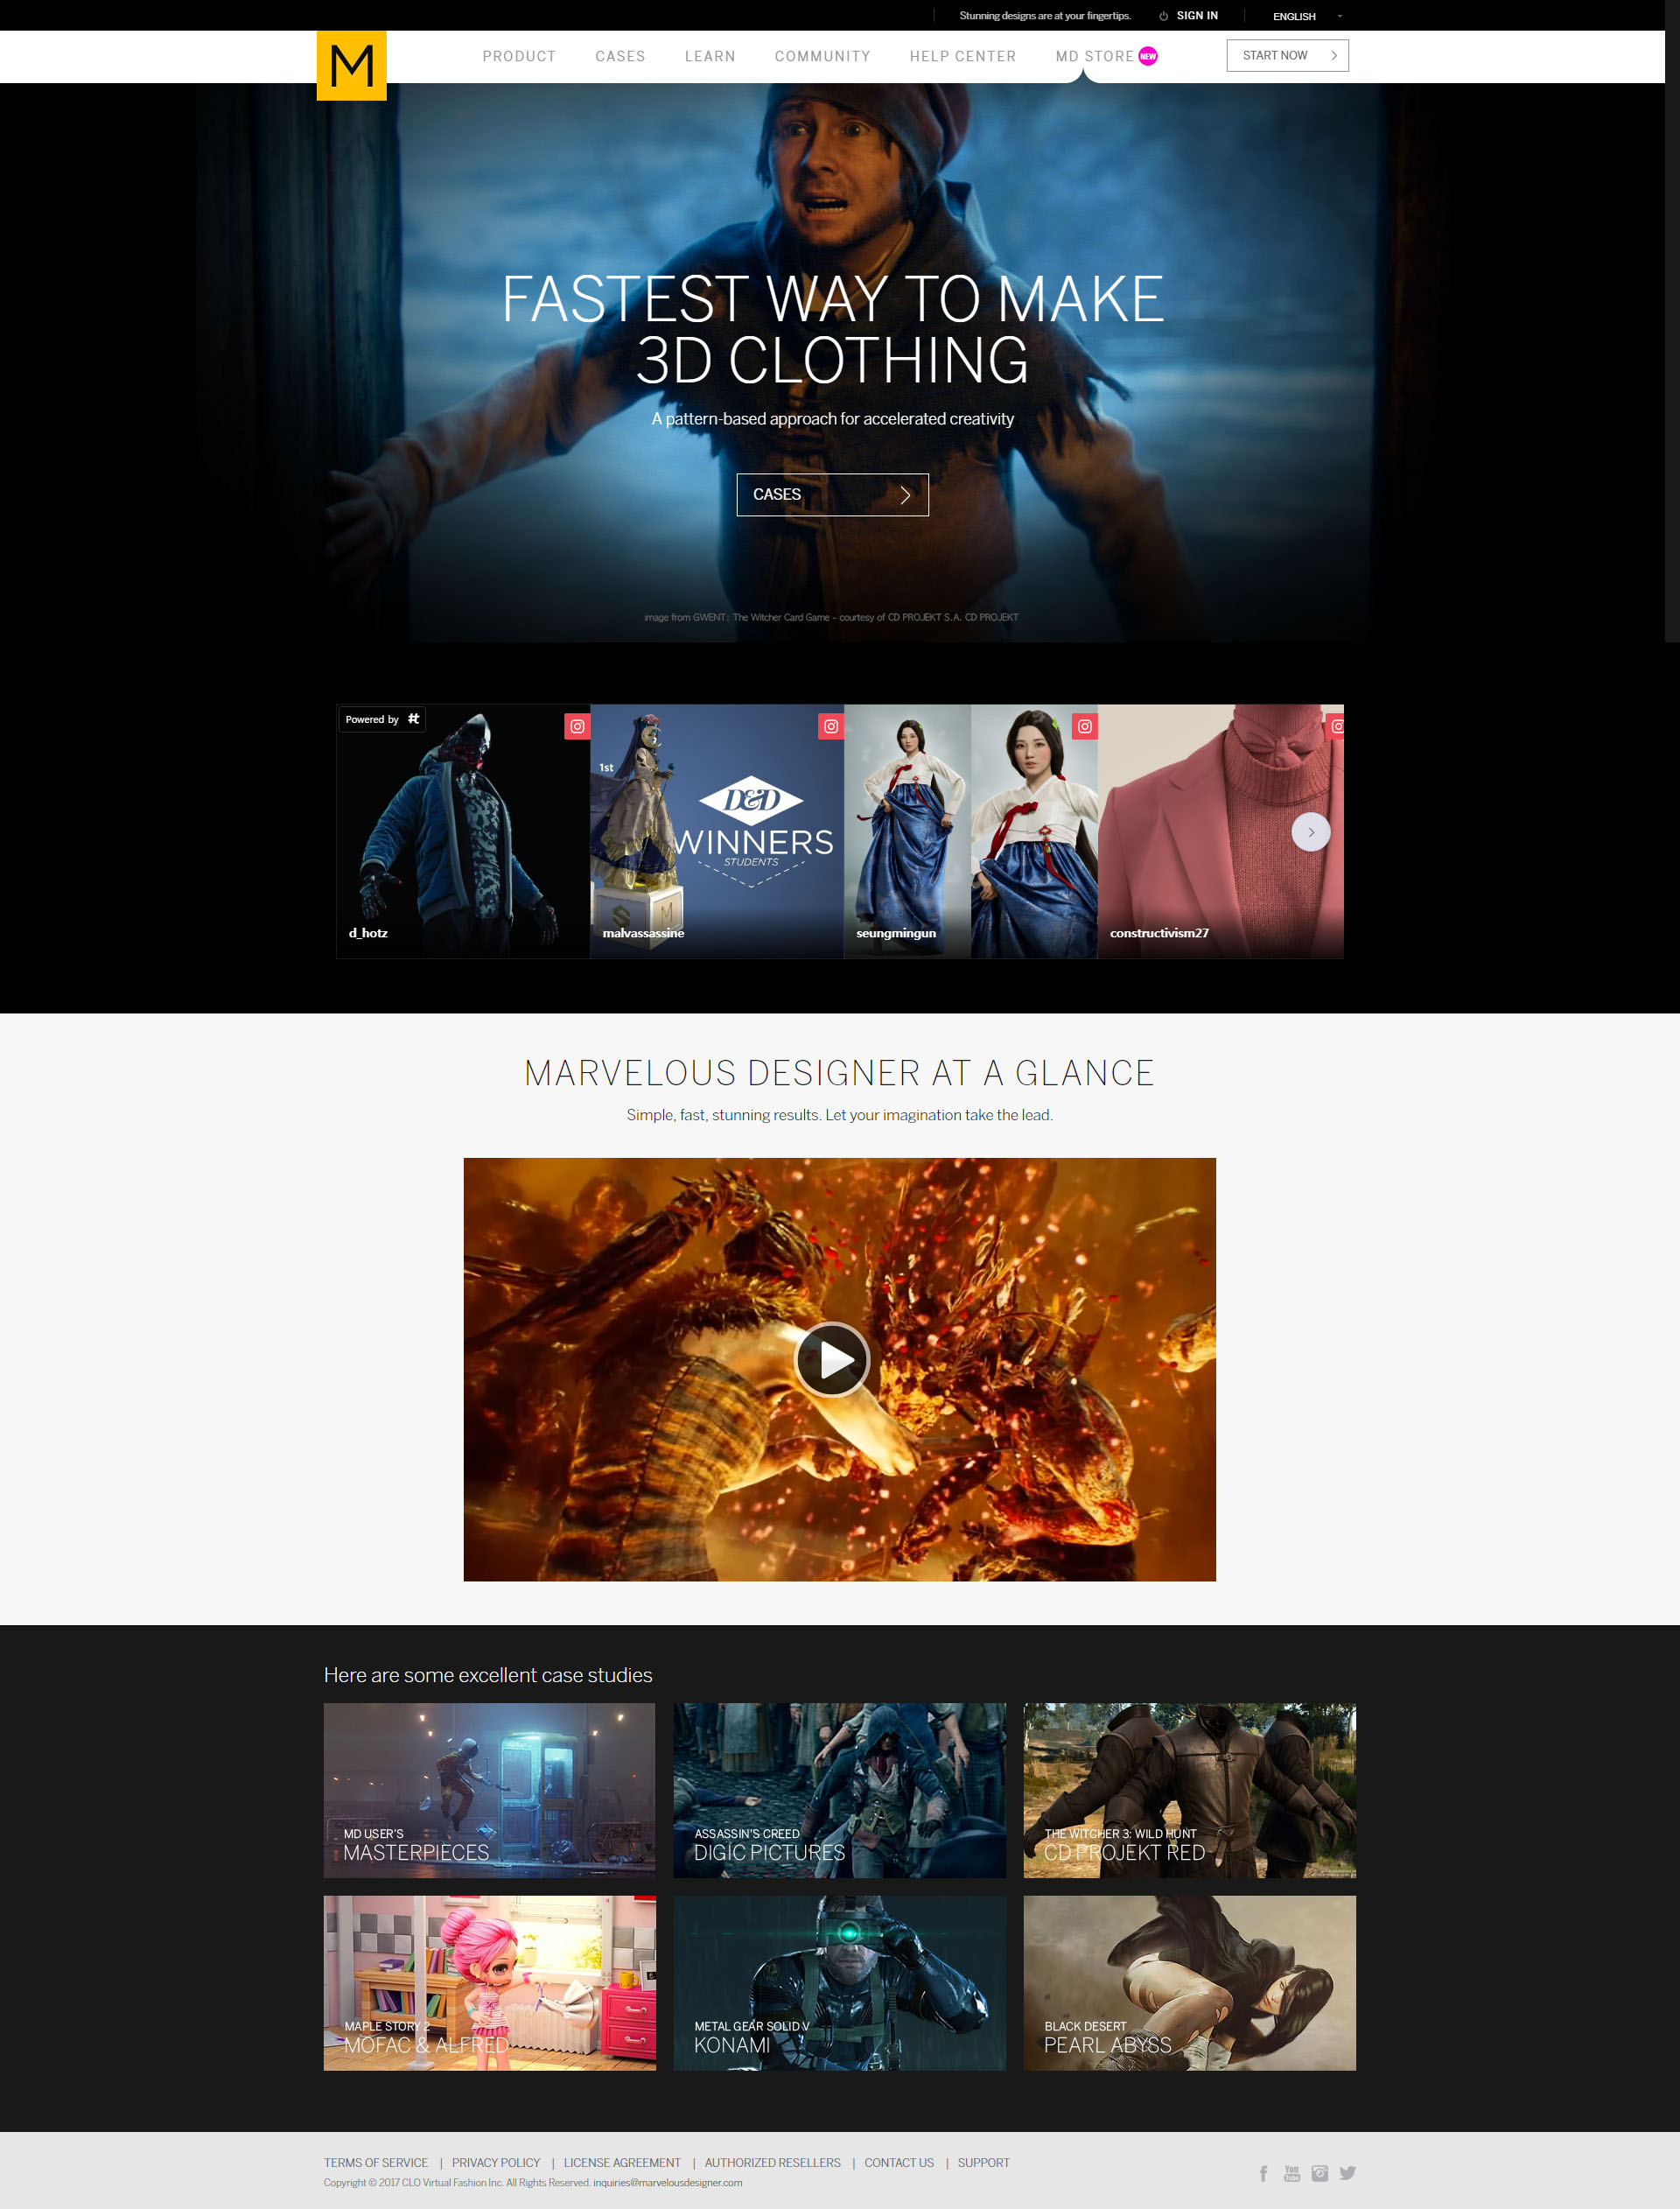 Stunning designs are at your fingertips.
SIGN IN
ENGLISH
M
PRODUCT
CASES
LEARN
COMMUNITY
HELP CENTER
MD STORE
NEW
START NOW
FASTEST WAY TO MAKE
3D CLOTHING
A pattern-based approach for accelerated creativity
CASES
image from GWENT: The Witcher Card Game - courtesy of CD PROJEKT S.A. CD PROJEKT
Powered by
d_hotz
1st
D&D
WINNERS
STUDENTS
S
M
malvassassine
seungmingun
constructivism27
MARVELOUS DESIGNER AT A GLANCE
Simple, fast, stunning results. Let your imagination take the lead.
Here are some excellent case studies
MD USER'S
MASTERPIECES
ASSASSIN'S CREED
DIGIC PICTURES
THE WITCHER 3: WILD HUNT
CD PROJEKT RED
MAPLE STORY 2
MOFAC & ALFRED
METAL GEAR SOLID V
KONAMI
BLACK DESERT
PEARL ABYSS
TERMS OF SERVICE | PRIVACY POLICY | LICENSE AGREEMENT | AUTHORIZED RESELLERS | CONTACT US | SUPPORT
Copyright © 2017 CLO Virtual Fashion Inc. All Rights Reserved. inquiries@marvelousdesigner.com
You Tube